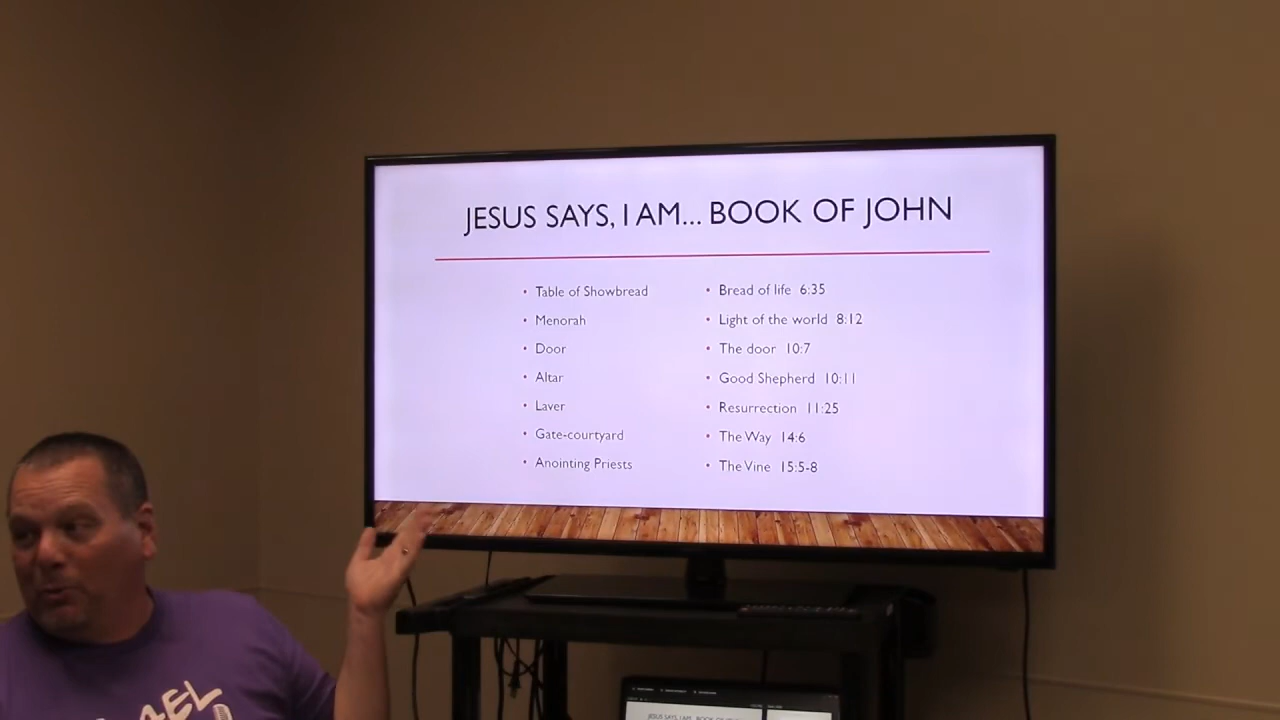 JESUS SAYS, I AM... BOOK OF JOHN
• Table of Showbread
• Menorah
• Door
• Altar
• Laver
• Gate-courtyard
• Anointing Priests
• Bread of life 6:35
• Light of the world 8:12
• The door 10:7
• Good Shepherd 10:11
• Resurrection 11:25
• The Way 14:6
• The Vine 15:5-8